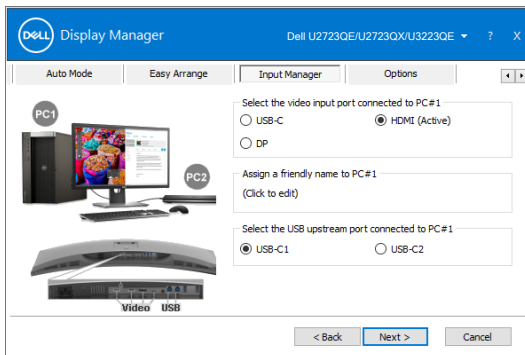 DELL Display Manager
Dell U2723QE/U2723QX/U3223QE ? X
Auto Mode Easy Arrange Input Manager Options
PC1
PC2
Video USB
Select the video input port connected to PC#1
USB-C HDMI (Active)
DP
Assign a friendly name to PC#1
(Click to edit)
Select the USB upstream port connected to PC#1
USB-C1 USB-C2
< Back Next > Cancel